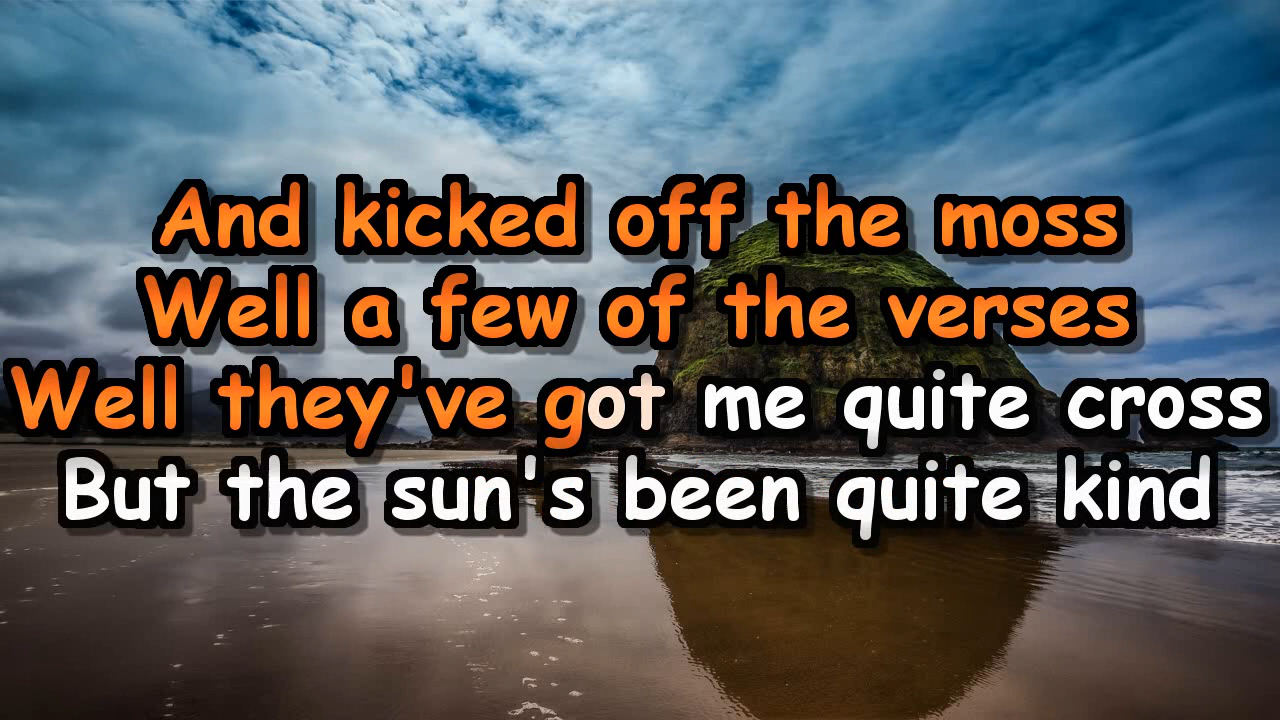 And kicked off the moss
Well a few of the verses
Well they've got me quite cross
But the sun's been quite kind